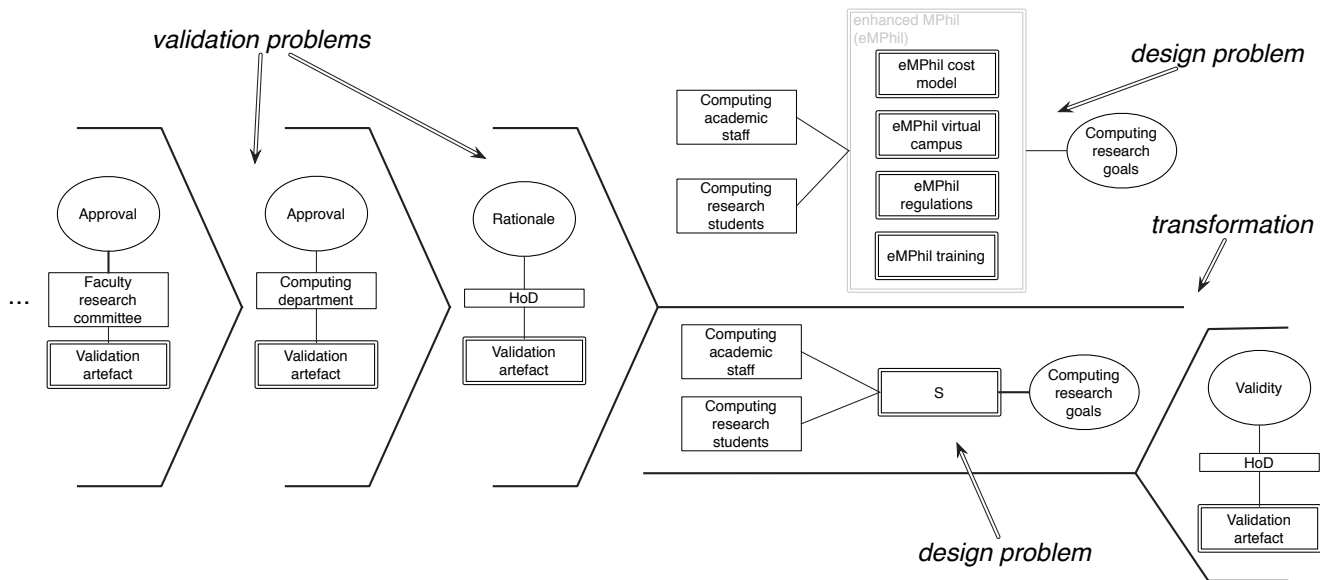 validation problems
enhanced MPhil
(eMPhil)
eMPhil cost
model
eMPhil virtual
campus
eMPhil
regulations
eMPhil training
design problem
Computing
academic
staff
Computing
research
students
Computing
research
goals
transformation
...
Approval
Faculty
research
committee
Validation
artefact
Approval
Computing
department
Validation
artefact
Rationale
HoD
Validation
artefact
Computing
academic
staff
Computing
research
students
S
Computing
research
goals
design problem
Validity
HoD
Validation
artefact